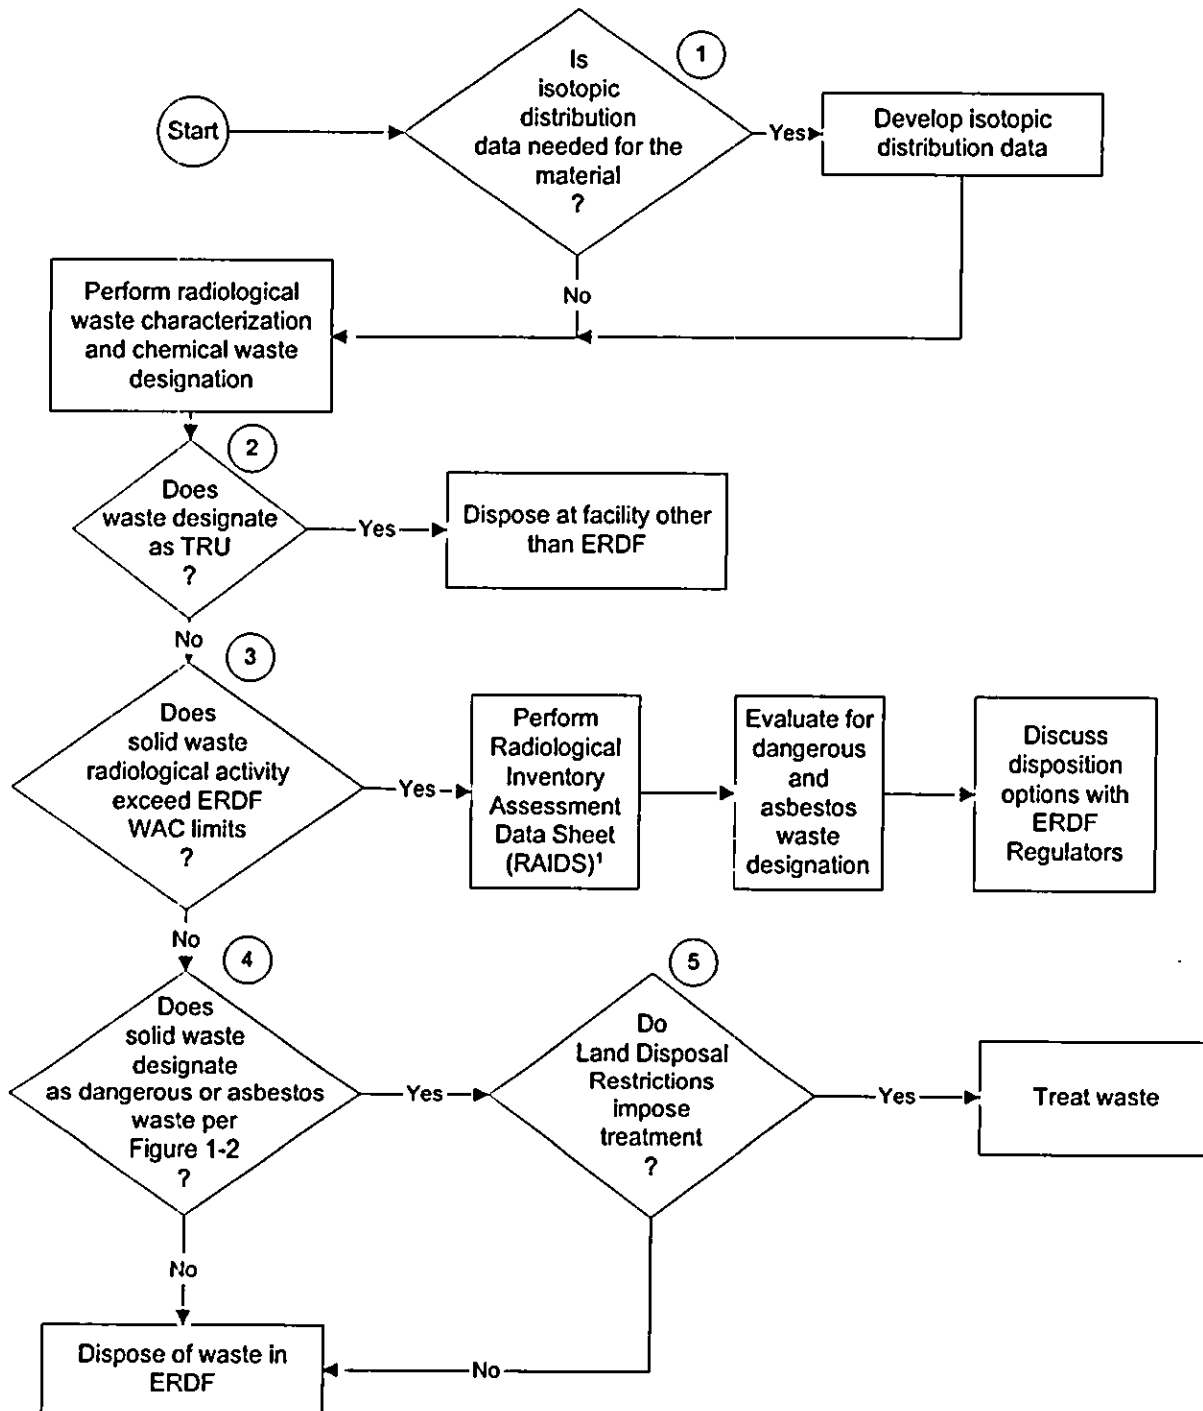 1
Is
isotopic
distribution
data needed for the
material
?
Start
Yes
Develop isotopic
distribution data
No
Perform radiological
waste characterization
and chemical waste
designation
2
Does
waste designate
as TRU
?
Yes
Dispose at facility other
than ERDF
No
3
Does
solid waste
radiological activity
exceed ERDF
WAC limits
?
Yes
Perform
Radiological
Inventory
Assessment
Data Sheet
(RAIDS)¹
Evaluate for
dangerous
and
asbestos
waste
designation
Discuss
disposition
options with
ERDF
Regulators
No
4
Does
solid waste
designate
as dangerous or asbestos
waste per
Figure 1-2
?
Yes
5
Do
Land Disposal
Restrictions
impose
treatment
?
Yes
Treat waste
No
No
Dispose of waste in
ERDF